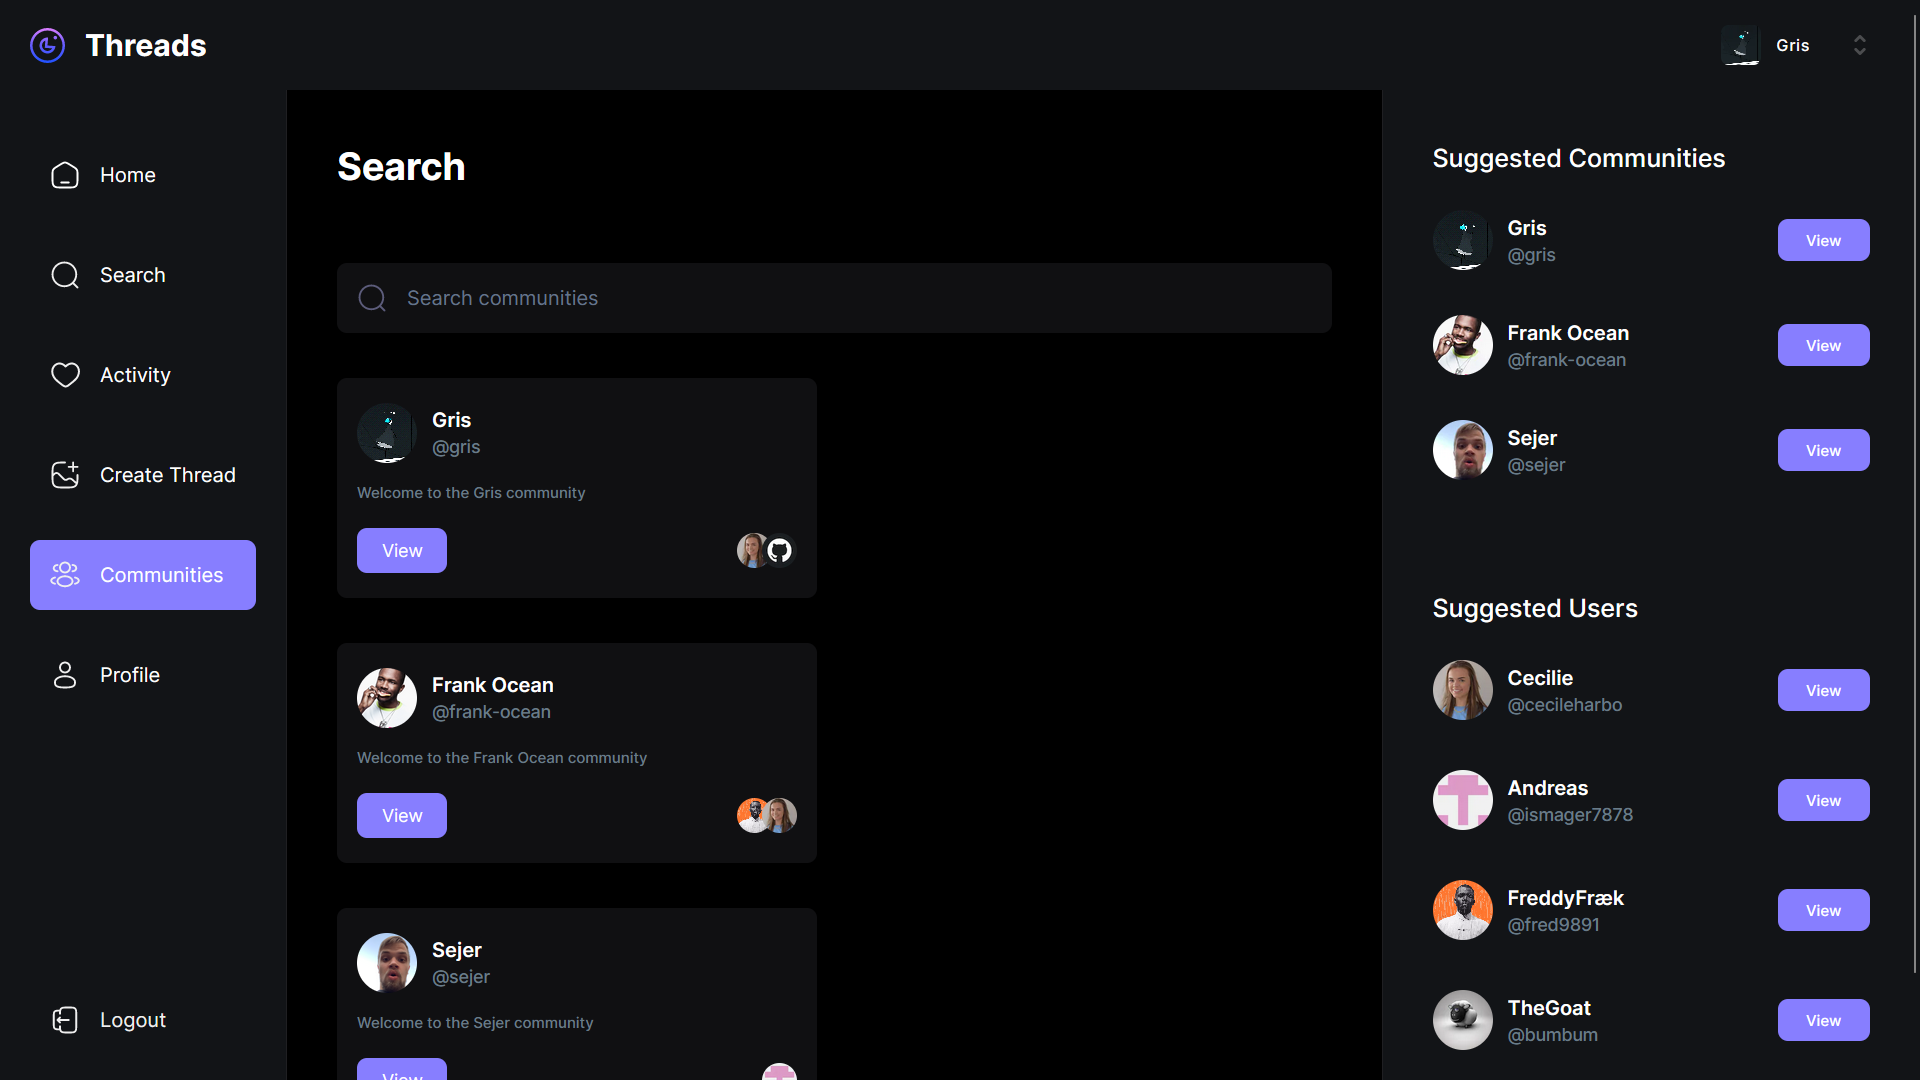 Threads
Gris
Home
Search
Activity
Create Thread
Communities
Profile
Logout
Search
Search communities
Gris
@gris
Welcome to the Gris community
View
Frank Ocean
@frank-ocean
Welcome to the Frank Ocean community
View
Sejer
@sejer
Welcome to the Sejer community
View
Suggested Communities
Gris
@gris
View
Frank Ocean
@frank-ocean
View
Sejer
@sejer
View
Suggested Users
Cecilie
@cecileharbo
View
Andreas
@ismager7878
View
FreddyFræk
@fred9891
View
TheGoat
@bumbum
View